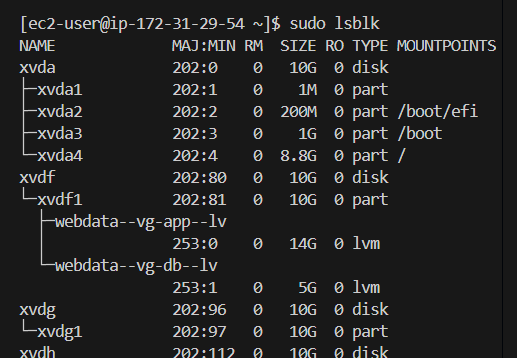 [ec2-user@ip-172-31-29-54 ~]$ sudo lsblk
NAME                  MAJ:MIN RM  SIZE RO TYPE MOUNTPOINTS
xvda                  202:0    0   10G  0 disk
├─xvda1               202:1    0    1M  0 part
├─xvda2               202:2    0  200M  0 part /boot/efi
├─xvda3               202:3    0    1G  0 part /boot
└─xvda4               202:4    0  8.8G  0 part /
xvdf                  202:80   0   10G  0 disk
└─xvdf1               202:81   0   10G  0 part
  ├─webdata--vg-app--lv
  │                   253:0    0   14G  0 lvm
  └─webdata--vg-db--lv
                      253:1    0    5G  0 lvm
xvdg                  202:96   0   10G  0 disk
└─xvdg1               202:97   0   10G  0 part
xvdh                  202:112  0   10G  0 disk